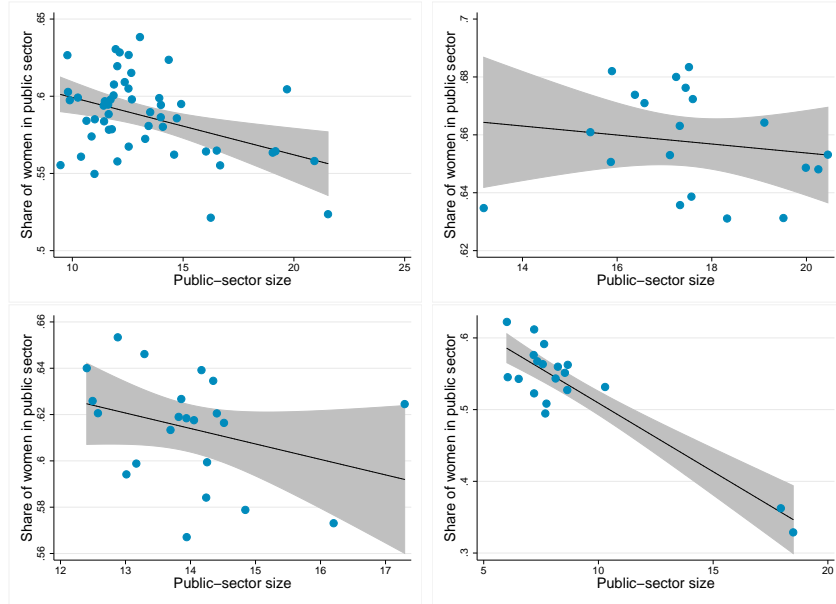 Share of women in public sector
.5 .55 .6 .65
10 15 20 25
Public−sector size
Share of women in public sector
.62 .64 .66 .68 .7
14 16 18 20
Public−sector size
Share of women in public sector
.56 .58 .6 .62 .64 .66
12 13 14 15 16 17
Public−sector size
Share of women in public sector
.3 .4 .5 .6
5 10 15 20
Public−sector size